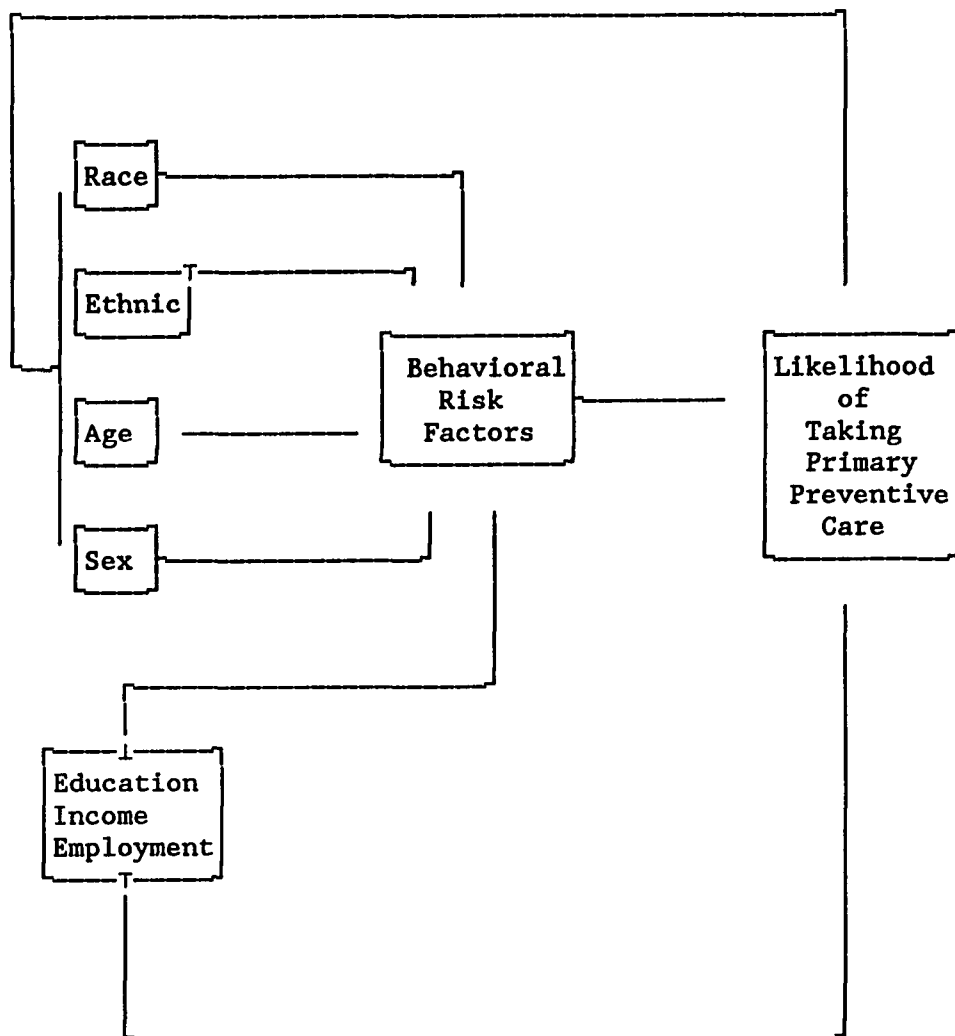 Race
Ethnic
Age
Sex
Behavioral
Risk
Factors
Likelihood
of
Taking
Primary
Preventive
Care
Education
Income
Employment